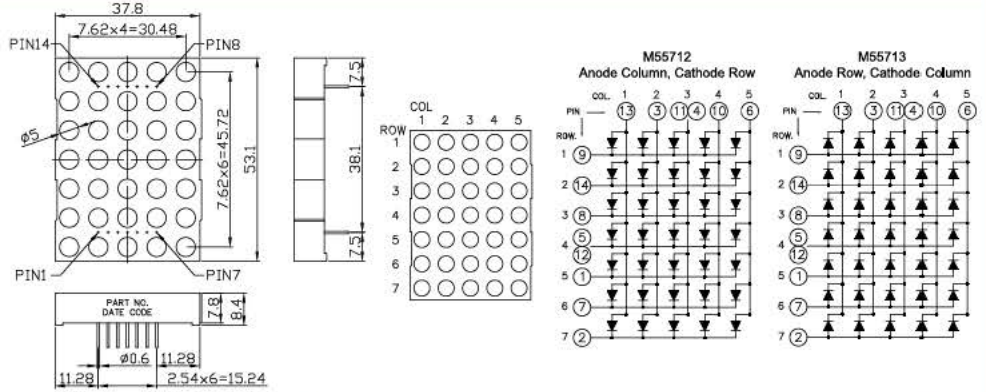 37.8
7.62x4=30.48
PIN14
PIN8
ø5
7.62x6=45.72
53.1
PIN1
PIN7
7.5
38.1
7.5
PART NO.
DATE CODE
7.8
8.4
ø0.6
11.28
11.28
2.54x6=15.24
COL
1 2 3 4 5
ROW
1
2
3
4
5
6
7
M55712
Anode Column, Cathode Row
COL. 1 2 3 4 5
PIN 13 3 11 4 10 6
ROW.
1 9
2 14
3 8
5
4
12
5 1
6 7
7 2
M55713
Anode Row, Cathode Column
COL. 1 2 3 4 5
PIN 13 3 11 4 10 6
ROW.
1 9
2 14
3 8
5
4
12
5 1
6 7
7 2